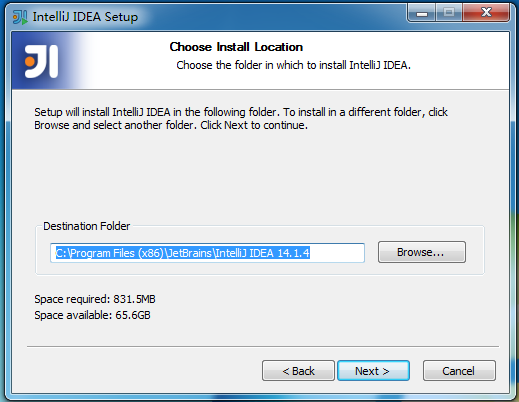 IntelliJ IDEA Setup
Choose Install Location
Choose the folder in which to install IntelliJ IDEA.
Setup will install IntelliJ IDEA in the following folder. To install in a different folder, click
Browse and select another folder. Click Next to continue.
Destination Folder
C:\Program Files (x86)\JetBrains\IntelliJ IDEA 14.1.4
Browse...
Space required: 831.5MB
Space available: 65.6GB
< Back
Next >
Cancel